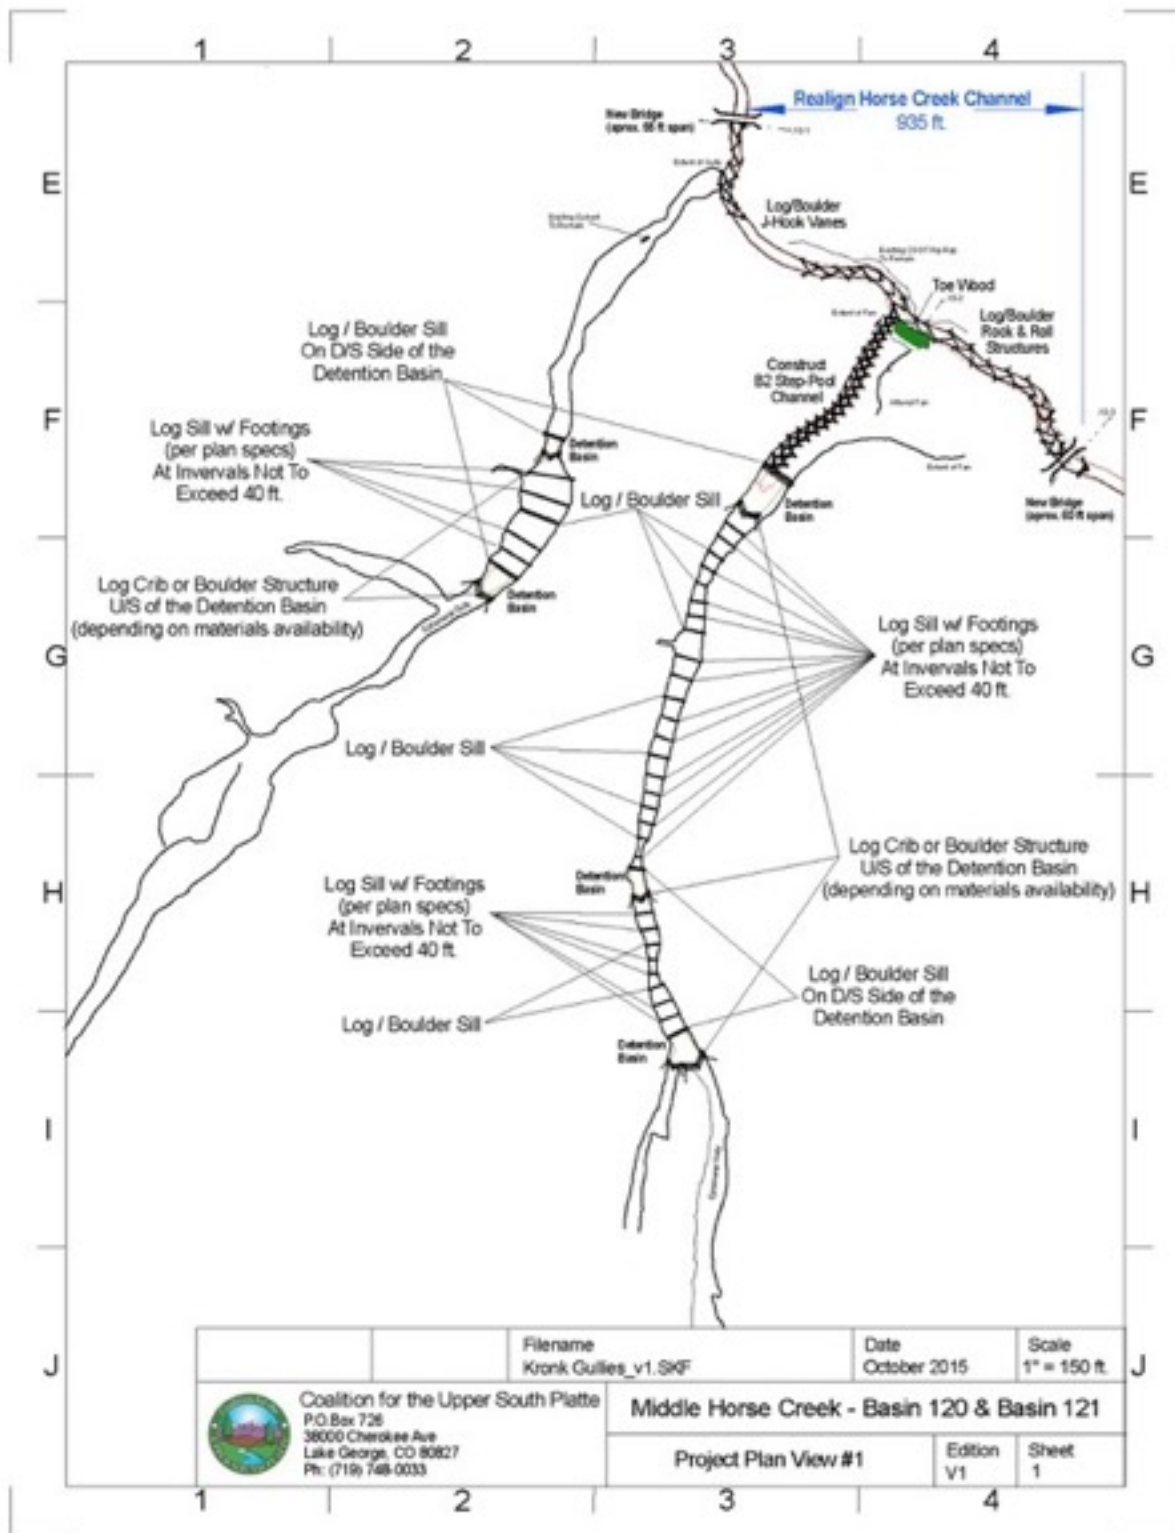 1 2 3 4
Realign Horse Creek Channel
935 ft.
New Bridge
(aprox. 55 ft span)
E E
Log/Boulder
J-Hook Vanes
Toe Wood
Extent of Fan
Log/Boulder
Rock & Roll
Structures
Log / Boulder Sill
On D/S Side of the
Detention Basin
Construct
B2 Step-Pool
Channel
F F
Log Sill w/ Footings
(per plan specs)
At Invervals Not To
Exceed 40 ft.
Detention
Basin
Extent of Fan
Log / Boulder Sill
Detention
Basin
New Bridge
(aprox. 60 ft span)
Log Crib or Boulder Structure
U/S of the Detention Basin
(depending on materials availability)
Detention
Basin
G G
Log Sill w/ Footings
(per plan specs)
At Invervals Not To
Exceed 40 ft.
Log / Boulder Sill
Log Crib or Boulder Structure
U/S of the Detention Basin
(depending on materials availability)
Detention
Basin
H H
Log Sill w/ Footings
(per plan specs)
At Invervals Not To
Exceed 40 ft.
Log / Boulder Sill
On D/S Side of the
Detention Basin
Log / Boulder Sill
Detention
Basin
I I
J J
Filename
Kronk Gullies_v1.SKF
Date
October 2015
Scale
1" = 150 ft.
Coalition for the Upper South Platte
P.O.Box 726
38000 Cherokee Ave
Lake George, CO 80827
Ph: (719) 748-0033
Middle Horse Creek - Basin 120 & Basin 121
Project Plan View #1
Edition
V1
Sheet
1
1 2 3 4